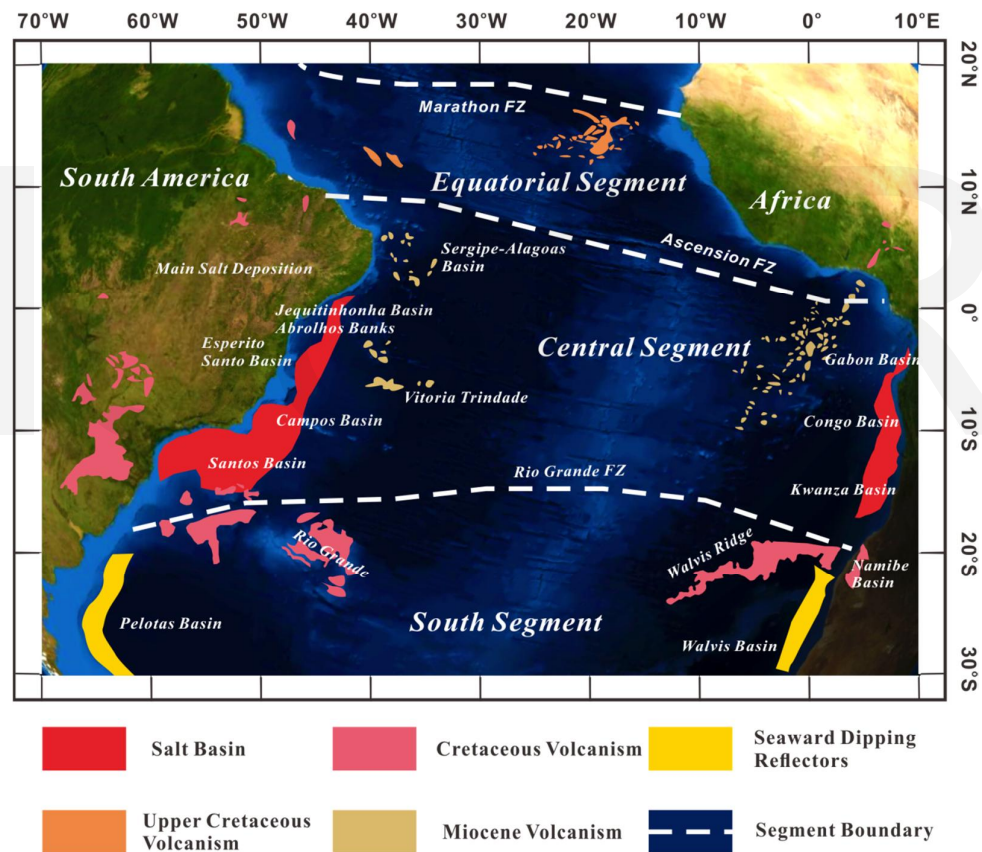 70°W 60°W 50°W 40°W 30°W 20°W 10°W 0° 10°E
20°N
Marathon FZ
South America
Equatorial Segment
10°N
Africa
Ascension FZ
Sergipe-Alagoas
Basin
Main Salt Deposition
0°
Jequitinhonha Basin
Abrolhos Banks
Esperito
Santo Basin
Central Segment
Gabon Basin
Vitoria Trindade
Campos Basin
Congo Basin
10°S
Santos Basin
Rio Grande FZ
Kwanza Basin
Rio Grande
Walvis Ridge
20°S
Namibe
Basin
Pelotas Basin
South Segment
Walvis Basin
30°S
Salt Basin
Cretaceous Volcanism
Seaward Dipping
Reflectors
Upper Cretaceous
Volcanism
Miocene Volcanism
Segment Boundary